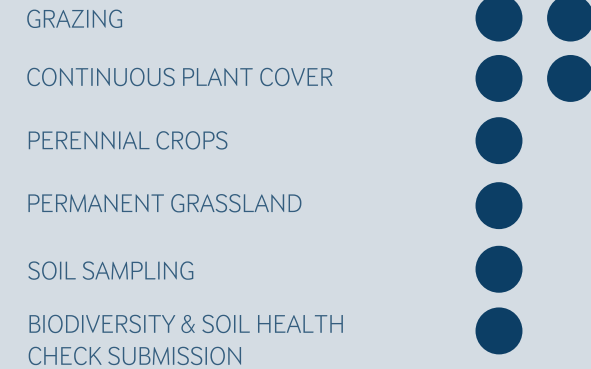 GRAZING
CONTINUOUS PLANT COVER
PERENNIAL CROPS
PERMANENT GRASSLAND
SOIL SAMPLING
BIODIVERSITY & SOIL HEALTH
CHECK SUBMISSION